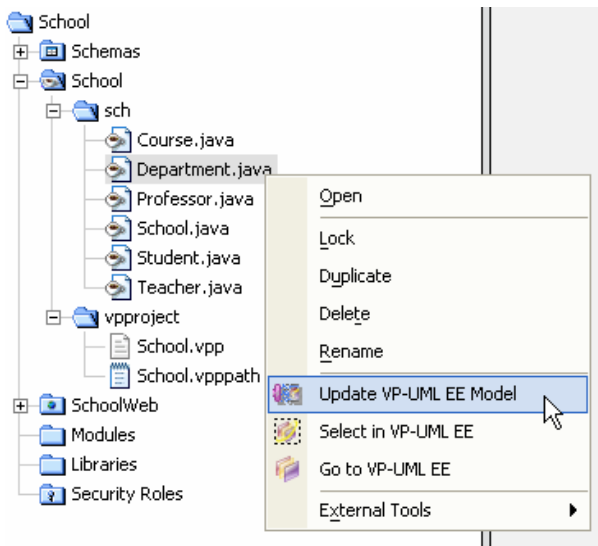 School
Schemas
School
sch
Course.java
Department.java
Professor.java
School.java
Student.java
Teacher.java
vpproject
School.vpp
School.vpppath
SchoolWeb
Modules
Libraries
Security Roles
Open
Lock
Duplicate
Delete
Rename
Update VP-UML EE Model
Select in VP-UML EE
Go to VP-UML EE
External Tools